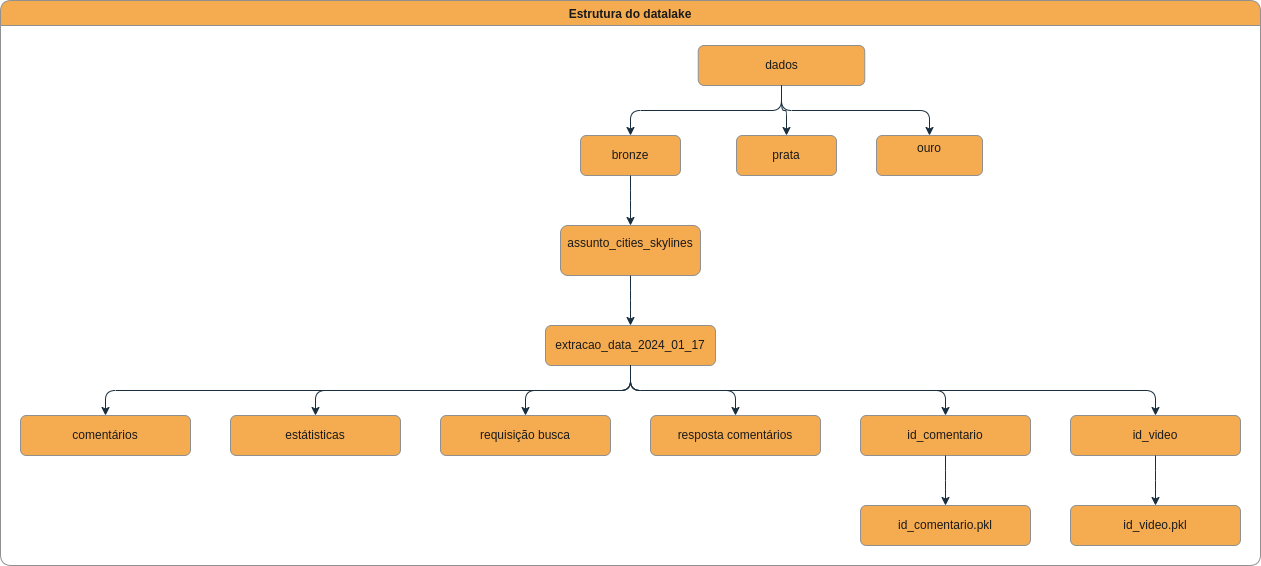 Estrutura do datalake
dados
bronze
prata
ouro
assunto_cities_skylines
extracao_data_2024_01_17
comentários
estátisticas
requisição busca
resposta comentários
id_comentario
id_video
id_comentario.pkl
id_video.pkl